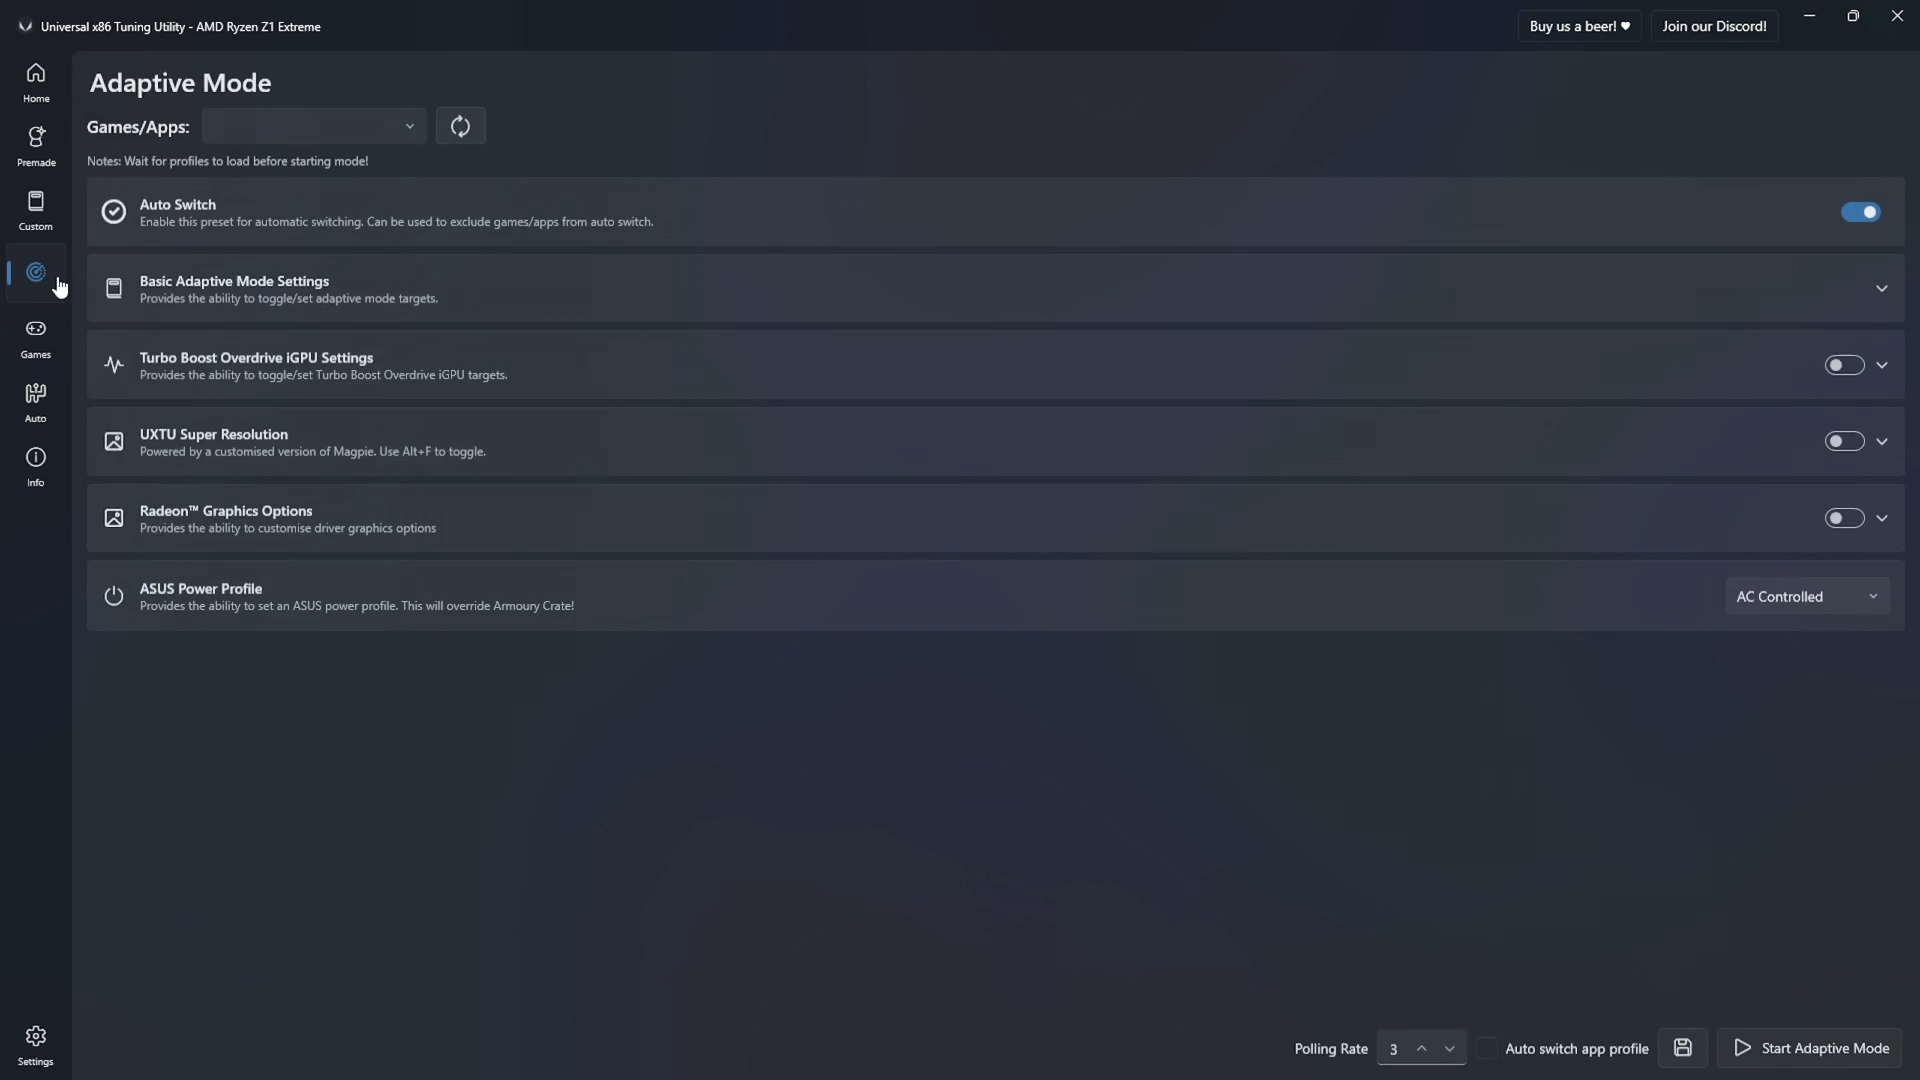 Universal x86 Tuning Utility - AMD Ryzen Z1 Extreme
Buy us a beer! ♥
Join our Discord!
Home
Premade
Custom
Games
Auto
Info
Settings
Adaptive Mode
Games/Apps:
Notes: Wait for profiles to load before starting mode!
Auto Switch
Enable this preset for automatic switching. Can be used to exclude games/apps from auto switch.
Basic Adaptive Mode Settings
Provides the ability to toggle/set adaptive mode targets.
Turbo Boost Overdrive iGPU Settings
Provides the ability to toggle/set Turbo Boost Overdrive iGPU targets.
UXTU Super Resolution
Powered by a customised version of Magpie. Use Alt+F to toggle.
Radeon™ Graphics Options
Provides the ability to customise driver graphics options
ASUS Power Profile
Provides the ability to set an ASUS power profile. This will override Armoury Crate!
AC Controlled
Polling Rate 3
Auto switch app profile
Start Adaptive Mode